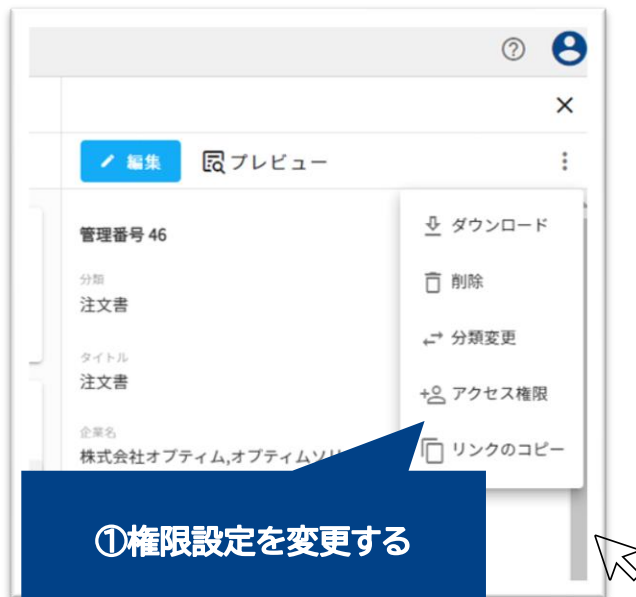 編集
プレビュー
管理番号 46
ダウンロード
分類
注文書
削除
分類変更
タイトル
注文書
アクセス権限
企業名
株式会社オプティム,オプティムソリ
リンクのコピー
①権限設定を変更する